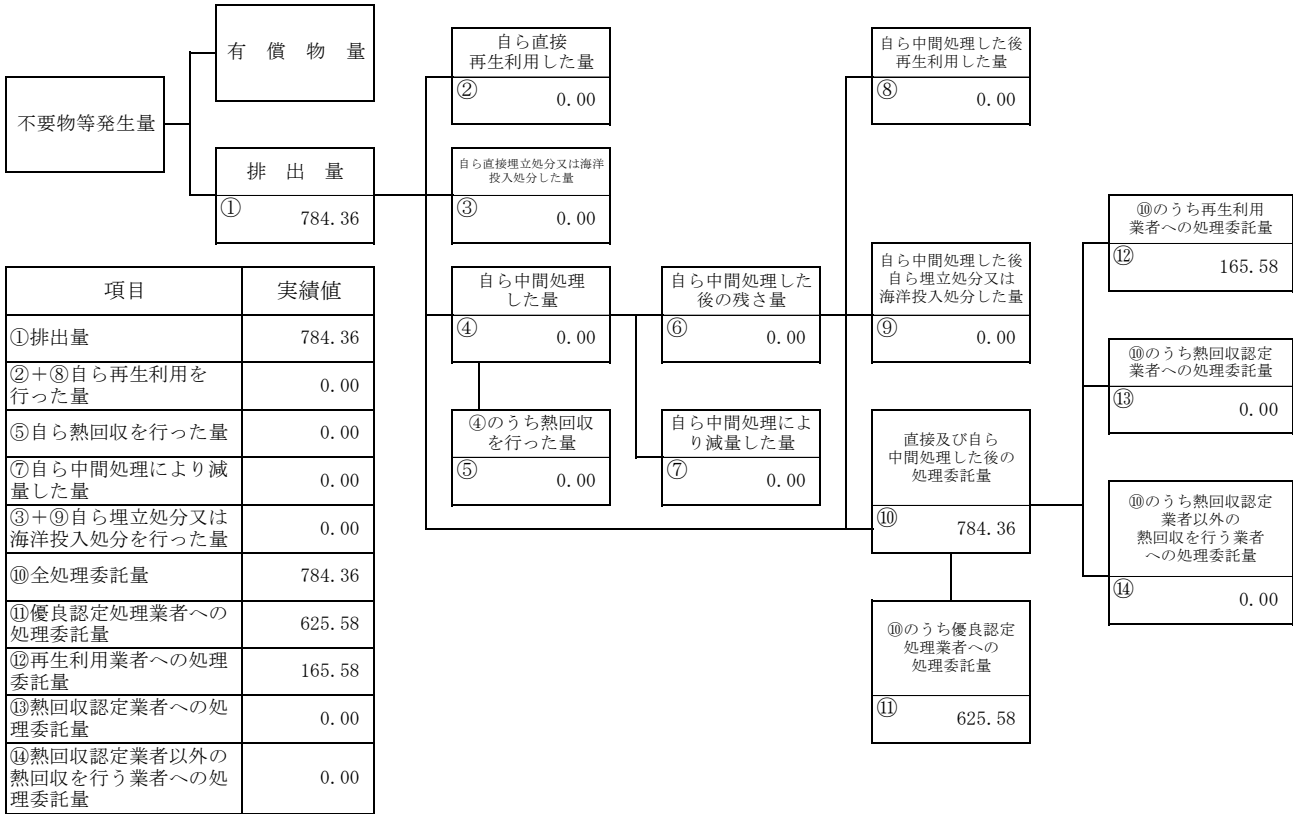 不要物等発生量
有 償 物 量
排 出 量
① 784.36
自ら直接
再生利用した量
② 0.00
自ら直接埋立処分又は海洋
投入処分した量
③ 0.00
自ら中間処理
した量
④ 0.00
④のうち熱回収
を行った量
⑤ 0.00
自ら中間処理した
後の残さ量
⑥ 0.00
自ら中間処理によ
り減量した量
⑦ 0.00
自ら中間処理した後
再生利用した量
⑧ 0.00
自ら中間処理した後
自ら埋立処分又は
海洋投入処分した量
⑨ 0.00
直接及び自ら
中間処理した後の
処理委託量
⑩ 784.36
⑩のうち優良認定
処理業者への
処理委託量
⑪ 625.58
⑩のうち再生利用
業者への処理委託量
⑫ 165.58
⑩のうち熱回収認定
業者への処理委託量
⑬ 0.00
⑩のうち熱回収認定
業者以外の
熱回収を行う業者
への処理委託量
⑭ 0.00
項目 実績値
①排出量 784.36
②+⑧自ら再生利用を
行った量 0.00
⑤自ら熱回収を行った量 0.00
⑦自ら中間処理により減
量した量 0.00
③+⑨自ら埋立処分又は
海洋投入処分を行った量 0.00
⑩全処理委託量 784.36
⑪優良認定処理業者への
処理委託量 625.58
⑫再生利用業者への処理
委託量 165.58
⑬熱回収認定業者への処
理委託量 0.00
⑭熱回収認定業者以外の
熱回収を行う業者への処
理委託量 0.00